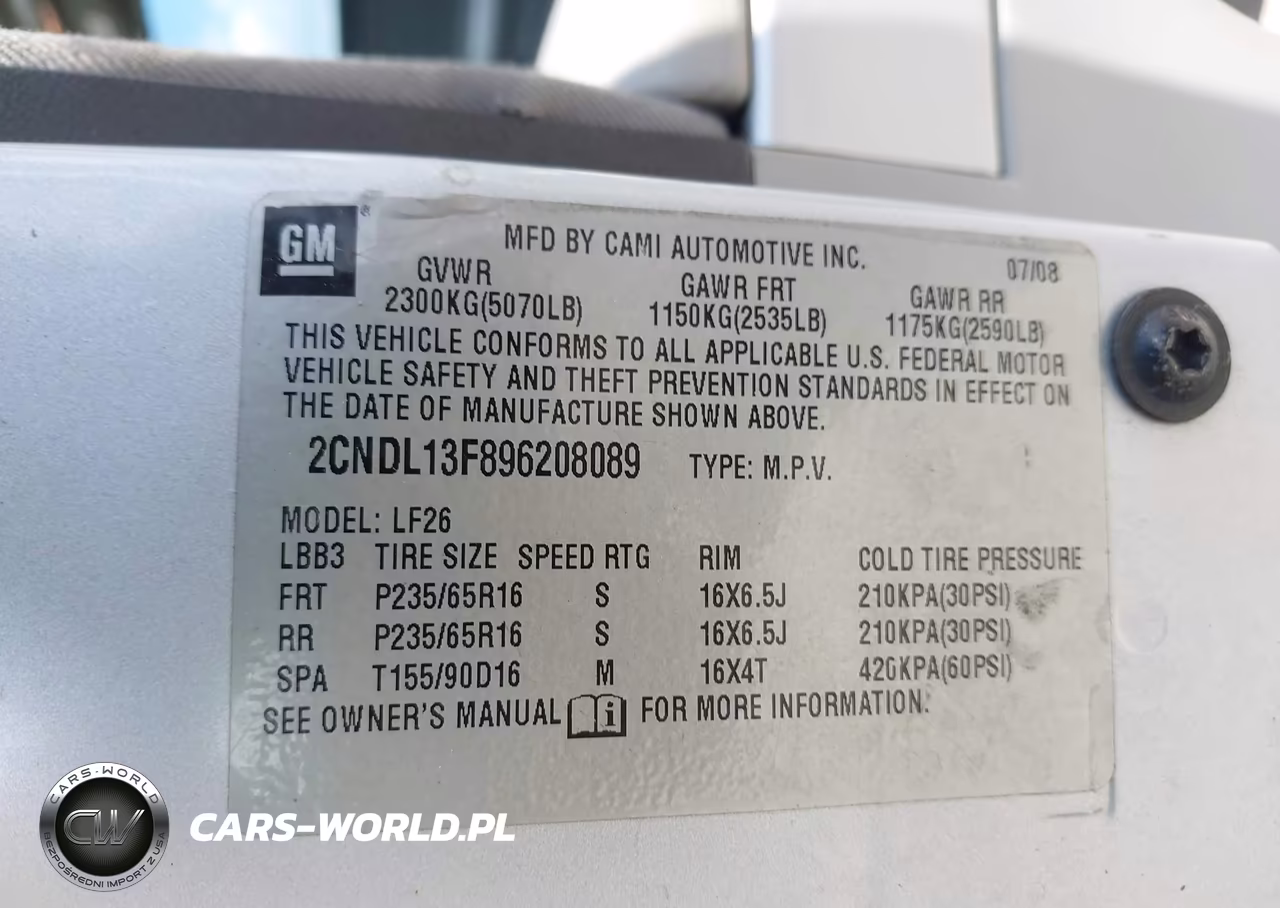 GM
MFD BY CAMI AUTOMOTIVE INC.
07/08
GVWR GAWR FRT GAWR RR
2300KG(5070LB) 1150KG(2535LB) 1175KG(2590LB)
THIS VEHICLE CONFORMS TO ALL APPLICABLE U.S. FEDERAL MOTOR
VEHICLE SAFETY AND THEFT PREVENTION STANDARDS IN EFFECT ON
THE DATE OF MANUFACTURE SHOWN ABOVE.
2CNDL13F896208089 TYPE: M.P.V.
MODEL: LF26
LBB3 TIRE SIZE SPEED RTG RIM COLD TIRE PRESSURE
FRT P235/65R16 S 16X6.5J 210KPA(30PSI)
RR P235/65R16 S 16X6.5J 210KPA(30PSI)
SPA T155/90D16 M 16X4T 420KPA(60PSI)
SEE OWNER'S MANUAL i FOR MORE INFORMATION.
CARS-WORLD
CW
BEZPOŚREDNI IMPORT Z USA
CARS-WORLD.PL